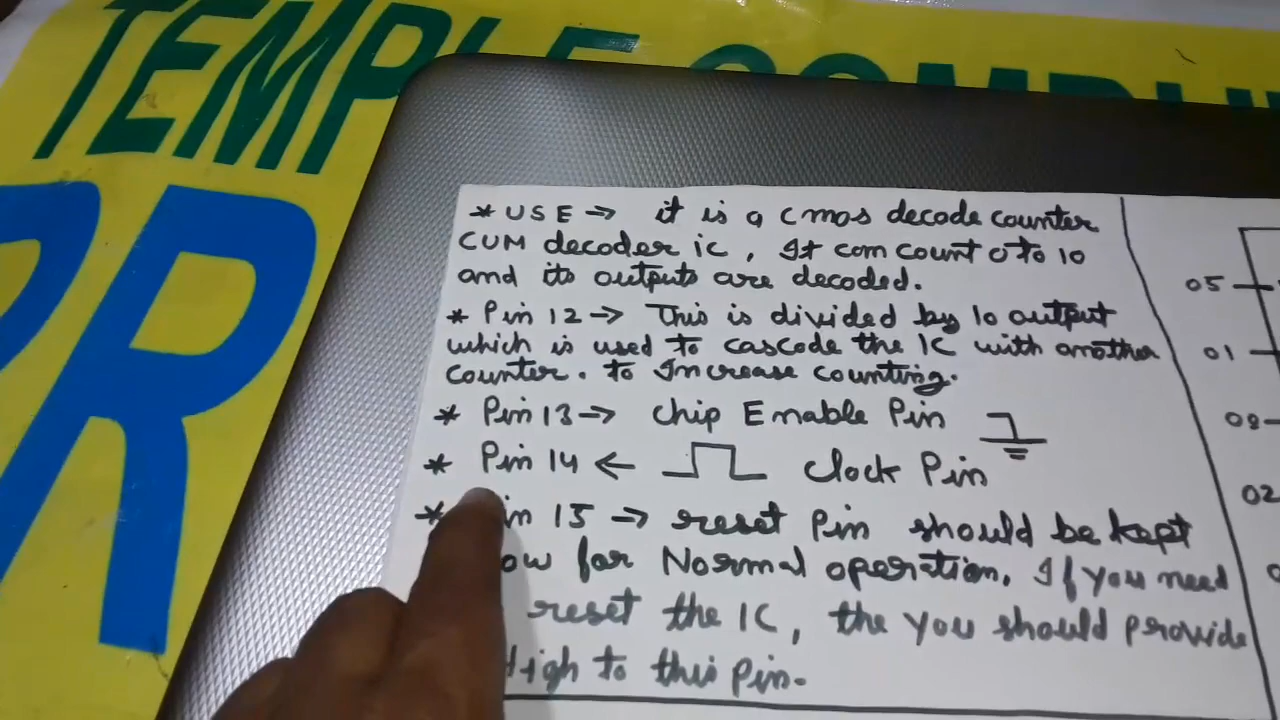 TEMPLE
R
* USE → it is a cmos decode counter
CUM decoder ic, It com count 0 to 10
and its outputs are decoded.
* Pin 12 → This is divided by 10 output
which is used to cascode the IC with another
counter. to Increase counting.
* Pin 13 → Chip Enable Pin
* Pin 14 ← Clock Pin
* in 15 → reset Pin should be kept
ow for Normal operation. If you need
reset the IC, the you should provide
High to this pin.
05
01
02